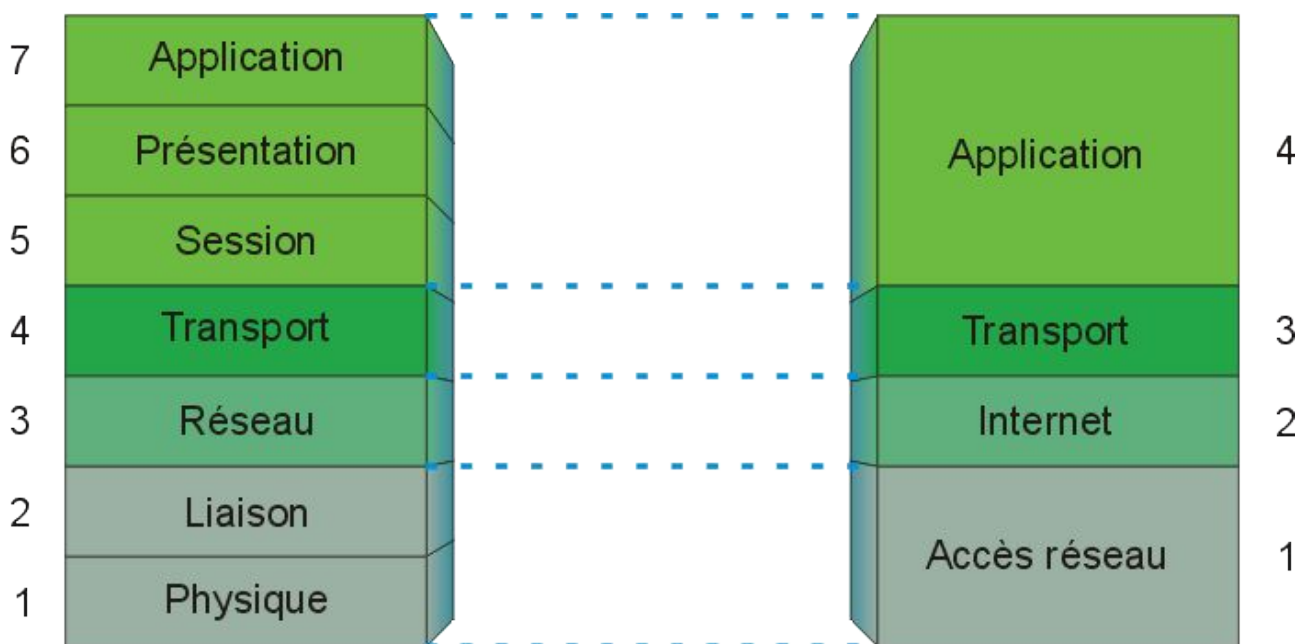 7 Application
6 Présentation
5 Session
4 Transport
3 Réseau
2 Liaison
1 Physique
Application 4
Transport 3
Internet 2
Accès réseau 1